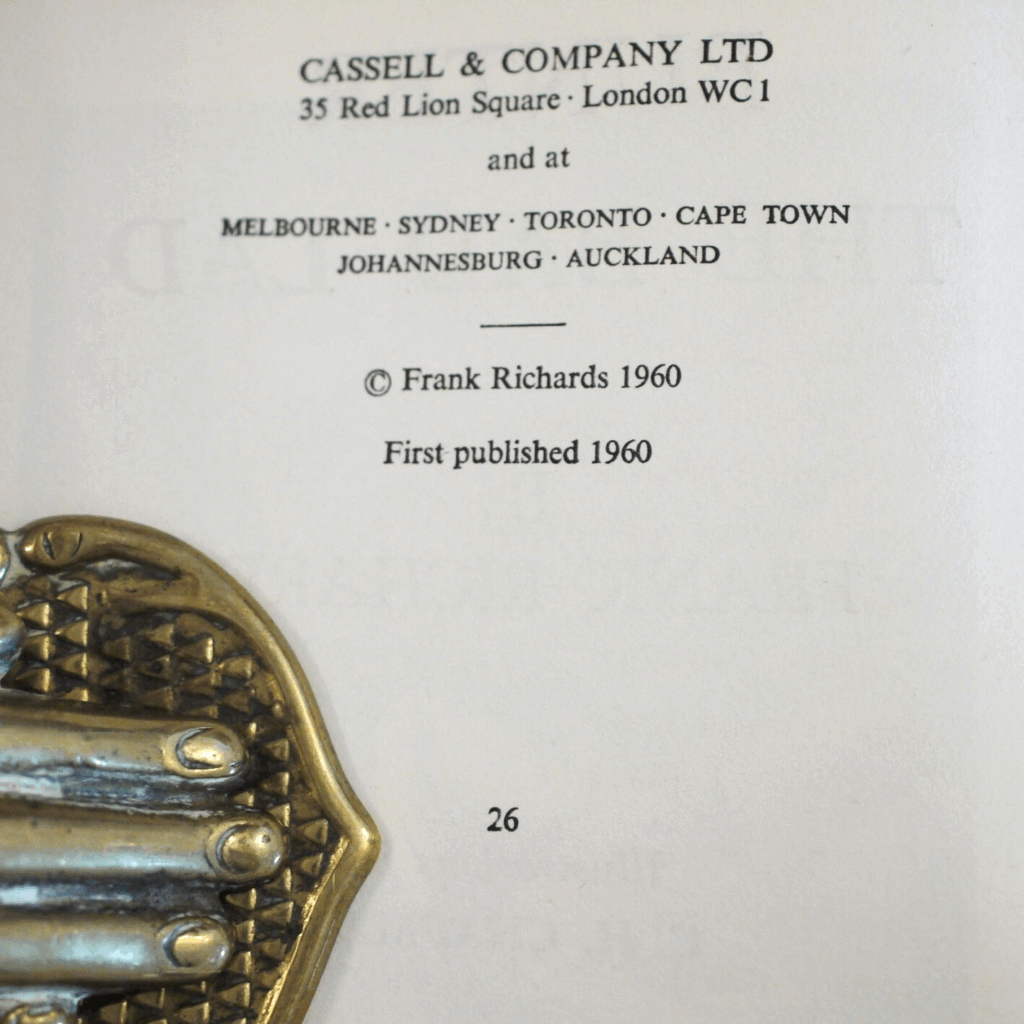 CASSELL & COMPANY LTD
35 Red Lion Square · London WC1
and at
MELBOURNE · SYDNEY · TORONTO · CAPE TOWN
JOHANNESBURG · AUCKLAND
© Frank Richards 1960
First published 1960
26